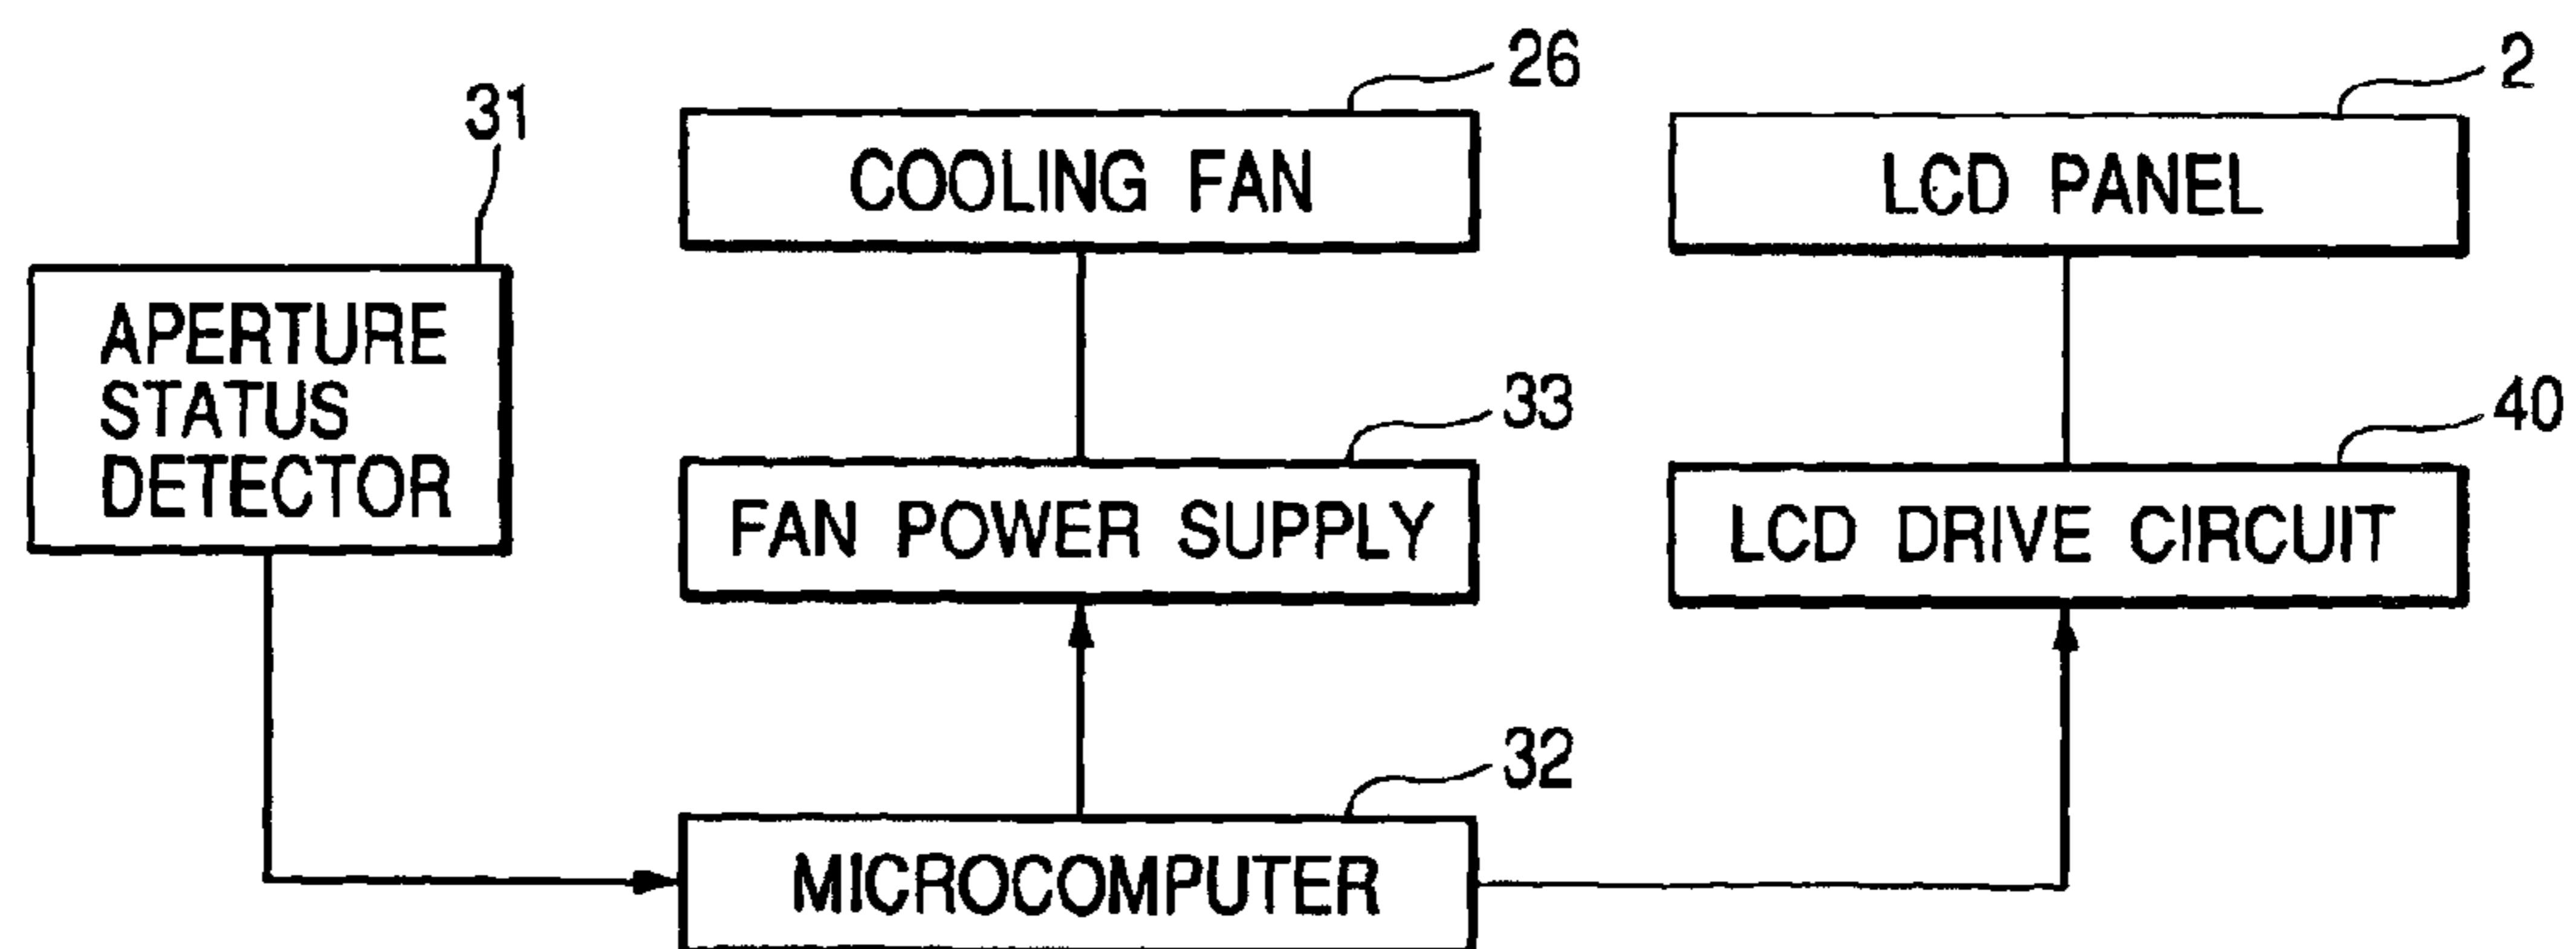 26
2
31
COOLING FAN
LCD PANEL
APERTURE
STATUS
DETECTOR
33
40
FAN POWER SUPPLY
LCD DRIVE CIRCUIT
32
MICROCOMPUTER